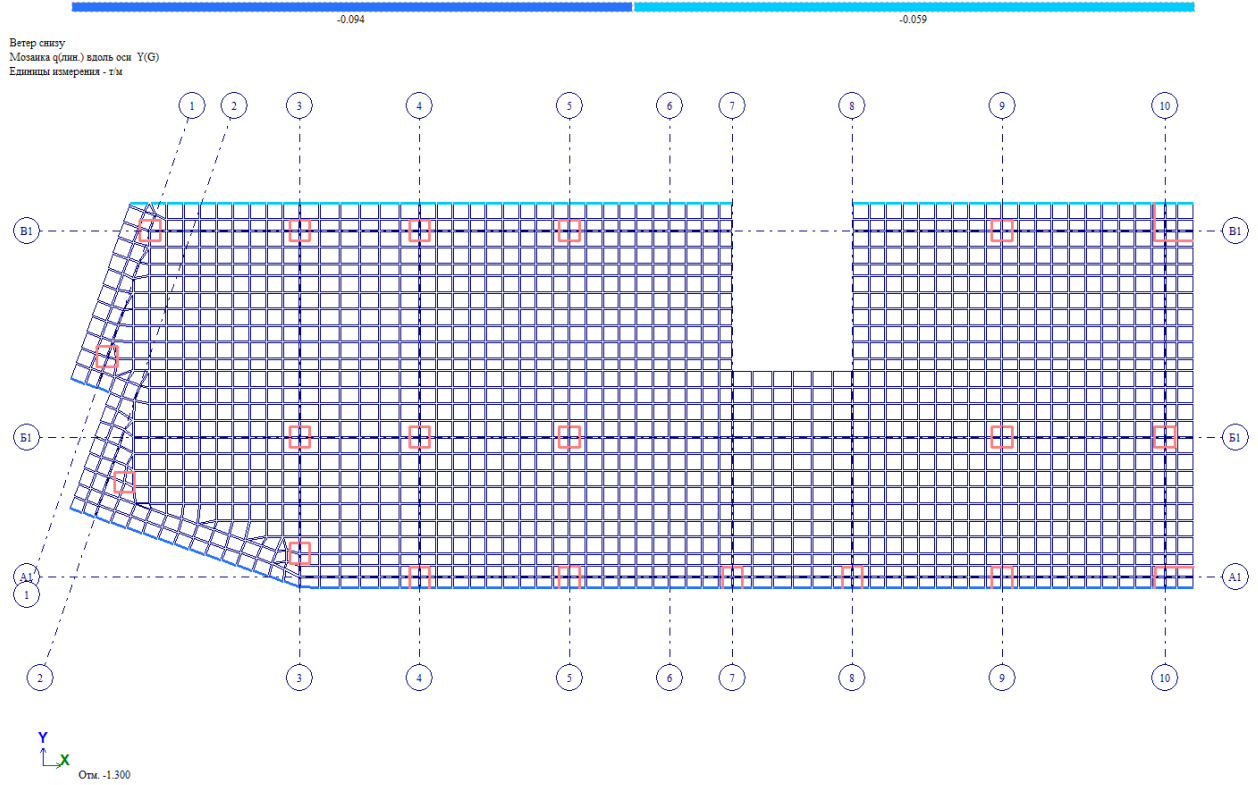 -0.094 -0.059
Ветер снизу
Мозаика q(лин.) вдоль оси Y(G)
Единицы измерения - т/м
1 2 3 4 5 6 7 8 9 10
В1 В1
Б1 Б1
А1 А1
1
2 3 4 5 6 7 8 9 10
Y
X
Отм. -1.300